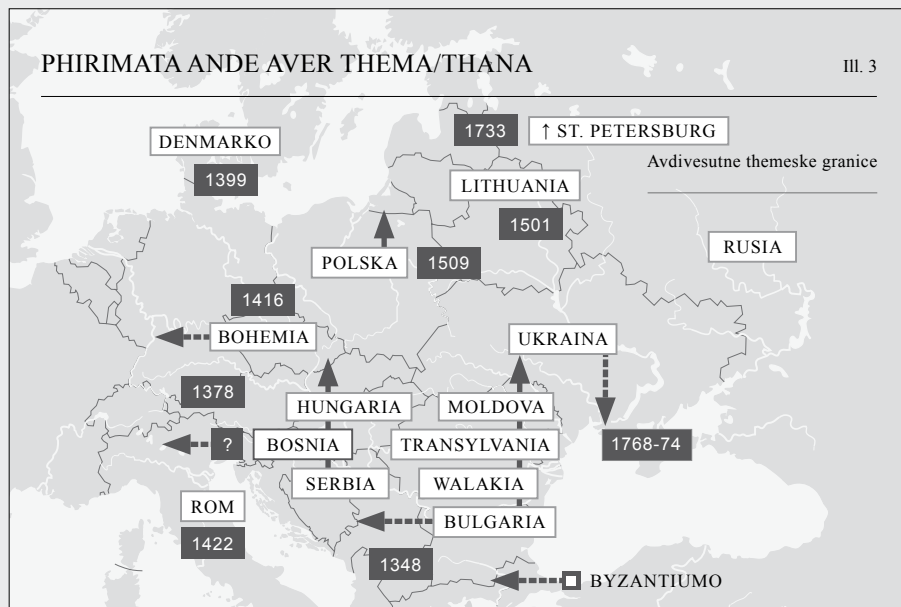 PHIRIMATA ANDE AVER THEMA/THANA
Ill. 3
1733
↑ ST. PETERSBURG
DENMARKO
Avdivesutne themeske granice
1399
LITHUANIA
1501
RUSIA
POLSKA
1509
1416
BOHEMIA
UKRAINA
1378
HUNGARIA
MOLDOVA
?
BOSNIA
TRANSYLVANIA
1768-74
SERBIA
WALAKIA
ROM
BULGARIA
1422
1348
BYZANTIUMO